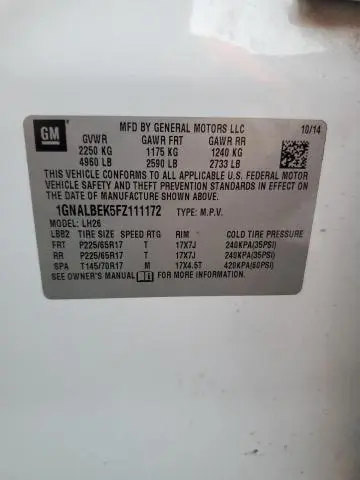 GM MFD BY GENERAL MOTORS LLC 10/14
GVWR GAWR FRT GAWR RR
2250 KG 1175 KG 1240 KG
4960 LB 2590 LB 2733 LB
THIS VEHICLE CONFORMS TO ALL APPLICABLE U.S. FEDERAL MOTOR
VEHICLE SAFETY AND THEFT PREVENTION STANDARDS IN EFFECT ON
THE DATE OF MANUFACTURE SHOWN ABOVE.
1GNALBEK5FZ111172 TYPE: M.P.V.
MODEL: LH26
LBB2 TIRE SIZE SPEED RTG RIM COLD TIRE PRESSURE
FRT P225/65R17 T 17X7J 240KPA(35PSI)
RR P225/65R17 T 17X7J 240KPA(35PSI)
SPA T145/70R17 M 17X4.5T 420KPA(60PSI)
SEE OWNER'S MANUAL FOR MORE INFORMATION.